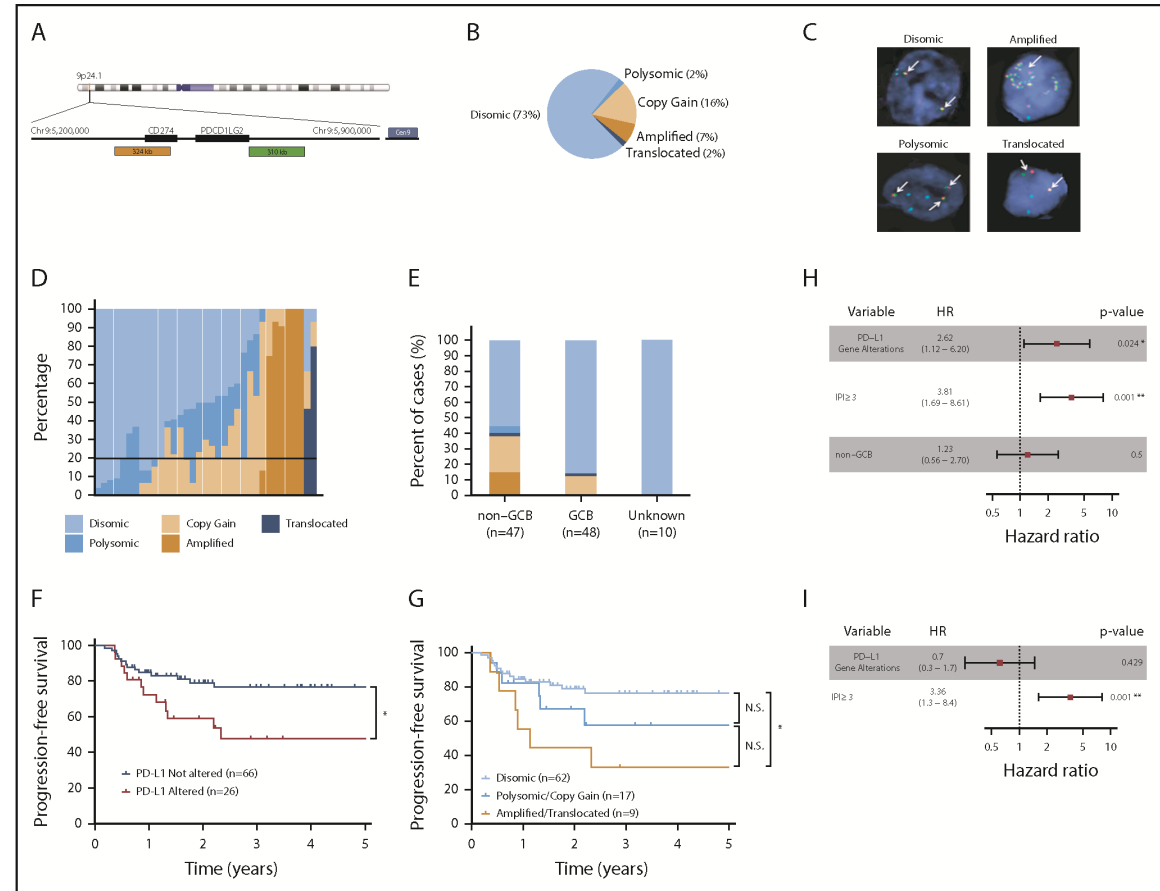 A
9p24.1
Chr9:5,200,000
CD274
PDCD1LG2
Chr9:5,900,000
Cen9
324 kb
310 kb
B
Polysomic (2%)
Copy Gain (16%)
Disomic (73%)
Amplified (7%)
Translocated (2%)
C
Disomic
Amplified
Polysomic
Translocated
D
Percentage
100
90
80
70
60
50
40
30
20
10
0
Disomic
Copy Gain
Translocated
Polysomic
Amplified
E
Percent of cases (%)
100
90
80
70
60
50
40
30
20
10
0
non–GCB
(n=47)
GCB
(n=48)
Unknown
(n=10)
H
Variable HR p-value
PD–L1
Gene Alterations
2.62
(1.12 – 6.20)
0.024 *
IPI≥ 3
3.81
(1.69 – 8.61)
0.001 **
non–GCB
1.23
(0.56 – 2.70)
0.5
0.5 1 2 5 10
Hazard ratio
F
Progression-free survival
100
80
60
40
20
0
*
PD-L1 Not altered (n=66)
PD-L1 Altered (n=26)
0 1 2 3 4 5
Time (years)
G
Progression-free survival
100
80
60
40
20
0
N.S.
N.S.
*
Disomic (n=62)
Polysomic/Copy Gain (n=17)
Amplified/Translocated (n=9)
0 1 2 3 4 5
Time (years)
I
Variable HR p-value
PD–L1
Gene Alterations
0.7
(0.3 – 1.7)
0.429
IPI≥ 3
3.36
(1.3 – 8.4)
0.001 **
0.5 1 2 5 10
Hazard ratio